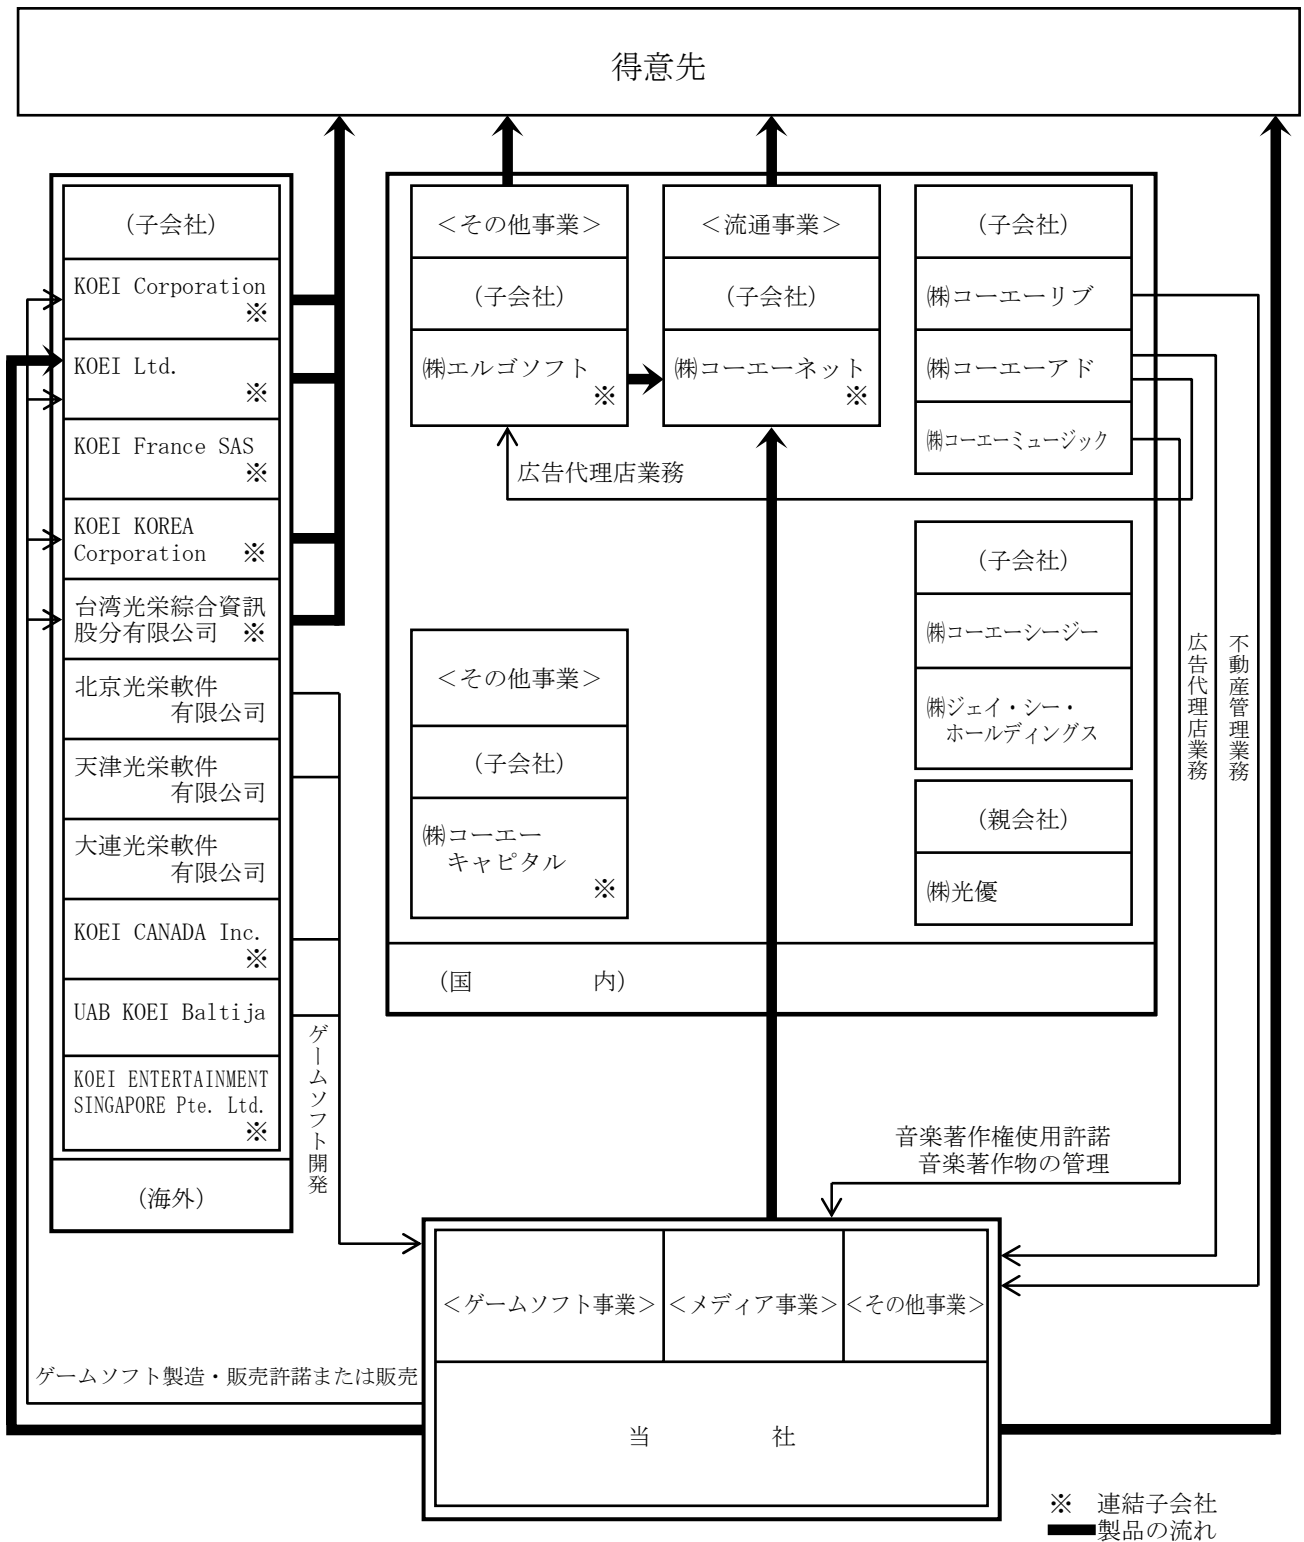 得意先
(子会社)
KOEI Corporation
※
KOEI Ltd.
※
KOEI France SAS
※
KOEI KOREA
Corporation ※
台湾光栄綜合資訊
股分有限公司 ※
北京光栄軟件
有限公司
天津光栄軟件
有限公司
大連光栄軟件
有限公司
KOEI CANADA Inc.
※
UAB KOEI Baltija
KOEI ENTERTAINMENT
SINGAPORE Pte. Ltd.
※
(海外)
ゲームソフト開発
<その他事業>
(子会社)
㈱エルゴソフト
※
<流通事業>
(子会社)
㈱コーエーネット
※
(子会社)
㈱コーエーリブ
㈱コーエーアド
㈱コーエーミュージック
広告代理店業務
(子会社)
㈱コーエーシージー
㈱ジェイ・シー・
ホールディングス
<その他事業>
(子会社)
㈱コーエー
キャピタル
※
(親会社)
㈱光優
(国 内)
広告代理店業務
不動産管理業務
音楽著作権使用許諾
音楽著作物の管理
<ゲームソフト事業> <メディア事業> <その他事業>
ゲームソフト製造・販売許諾または販売
当 社
※ 連結子会社
製品の流れ